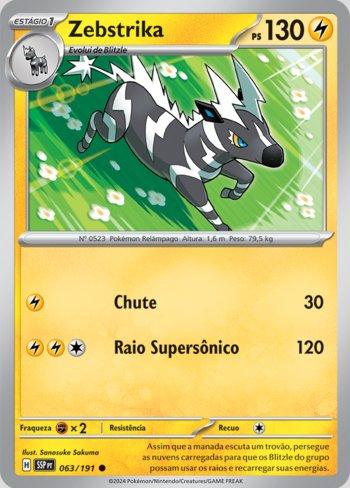 ESTÁGIO 1 Zebstrika PS 130
Evolui de Blitzle
Nº 0523 Pokémon Relâmpago Altura: 1,6 m Peso: 79,5 kg
Chute 30
Raio Supersônico 120
Fraqueza ×2 Resistência Recuo
Ilust. Sanosuke Sakuma
H SSP PT 063/191
Assim que a manada escuta um trovão, persegue
as nuvens carregadas para que os Blitzle do grupo
possam usar os raios e recarregar suas energias.
©2024 Pokémon/Nintendo/Creatures/GAME FREAK